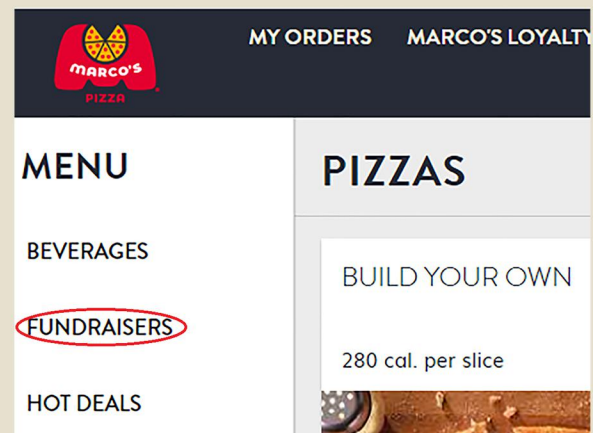 MARCO'S
PIZZA
MY ORDERS MARCO'S LOYALTY
MENU
BEVERAGES
FUNDRAISERS
HOT DEALS
PIZZAS
BUILD YOUR OWN
280 cal. per slice